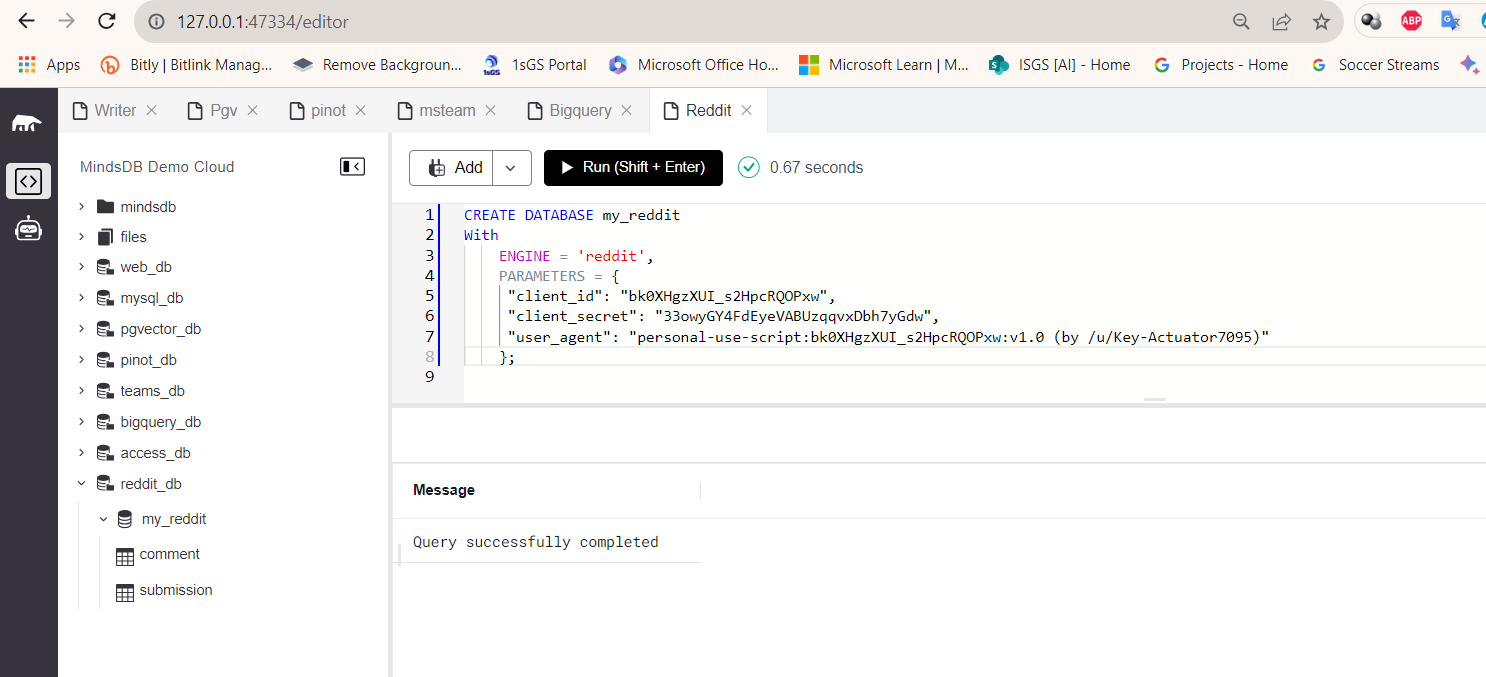 127.0.0.1:47334/editor
ABP
Apps
Bitly | Bitlink Manag...
Remove Backgroun...
1sGS Portal
Microsoft Office Ho...
Microsoft Learn | M...
ISGS [AI] - Home
Projects - Home
Soccer Streams
Writer
Pgv
pinot
msteam
Bigquery
Reddit
MindsDB Demo Cloud
Add
Run (Shift + Enter)
0.67 seconds
mindsdb
files
web_db
mysql_db
pgvector_db
pinot_db
teams_db
bigquery_db
access_db
reddit_db
my_reddit
comment
submission
1 CREATE DATABASE my_reddit
2 With
3 ENGINE = 'reddit',
4 PARAMETERS = {
5 "client_id": "bk0XHgzXUI_s2HpcRQOPxw",
6 "client_secret": "33owyGY4FdEyeVABUzqqvxDbh7yGdw",
7 "user_agent": "personal-use-script:bk0XHgzXUI_s2HpcRQOPxw:v1.0 (by /u/Key-Actuator7095)"
8 };
9
Message
Query successfully completed